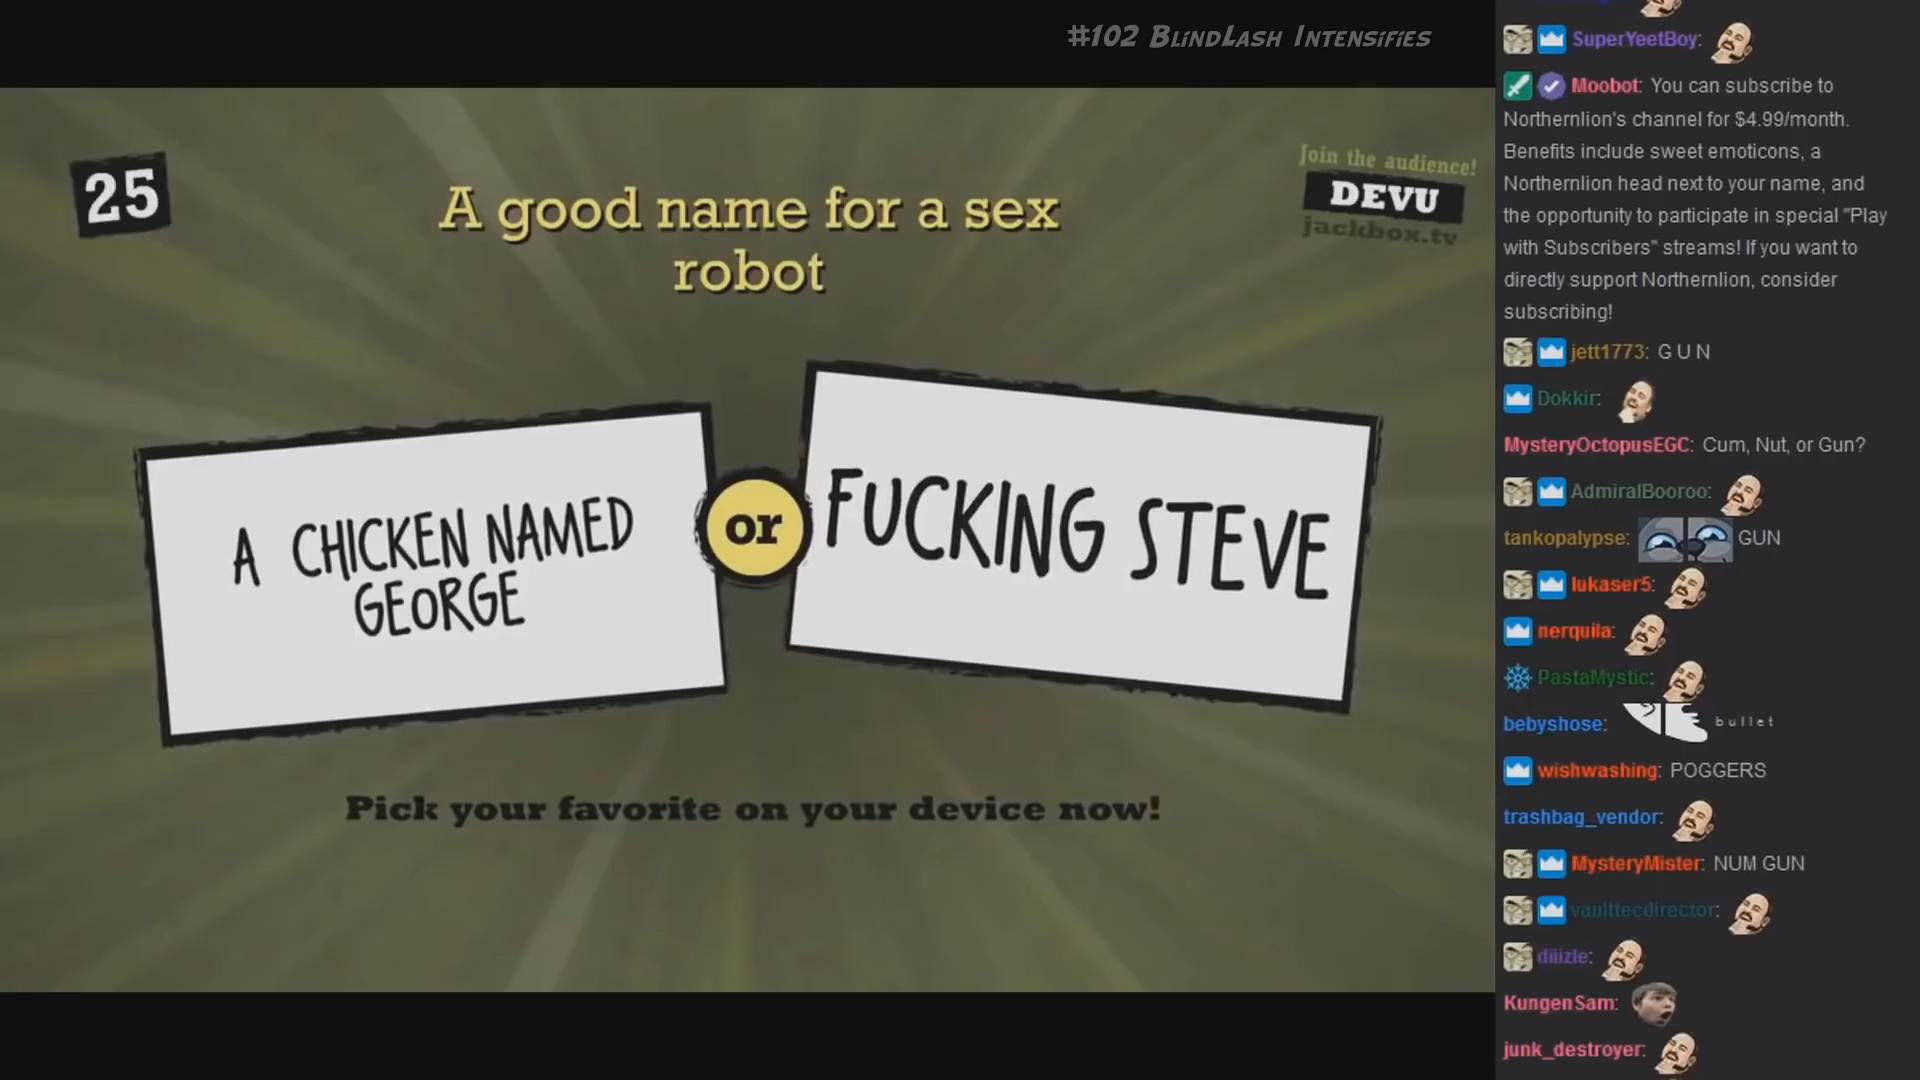 #102 BlindLash Intensifies
25
A good name for a sex
robot
Join the audience!
DEVU
jackbox.tv
A CHICKEN NAMED
GEORGE
or
FUCKING STEVE
Pick your favorite on your device now!
SuperYeetBoy:
Moobot: You can subscribe to
Northernlion's channel for $4.99/month.
Benefits include sweet emoticons, a
Northernlion head next to your name, and
the opportunity to participate in special "Play
with Subscribers" streams! If you want to
directly support Northernlion, consider
subscribing!
jett1773: G U N
Dokkir:
MysteryOctopusEGC: Cum, Nut, or Gun?
AdmiralBooroo:
tankopalypse: GUN
lukaser5:
nerquila:
PastaMystic:
bebyshose: bullet
wishwashing: POGGERS
trashbag_vendor:
MysteryMister: NUM GUN
vaulttecdirector:
diiizle:
KungenSam:
junk_destroyer: